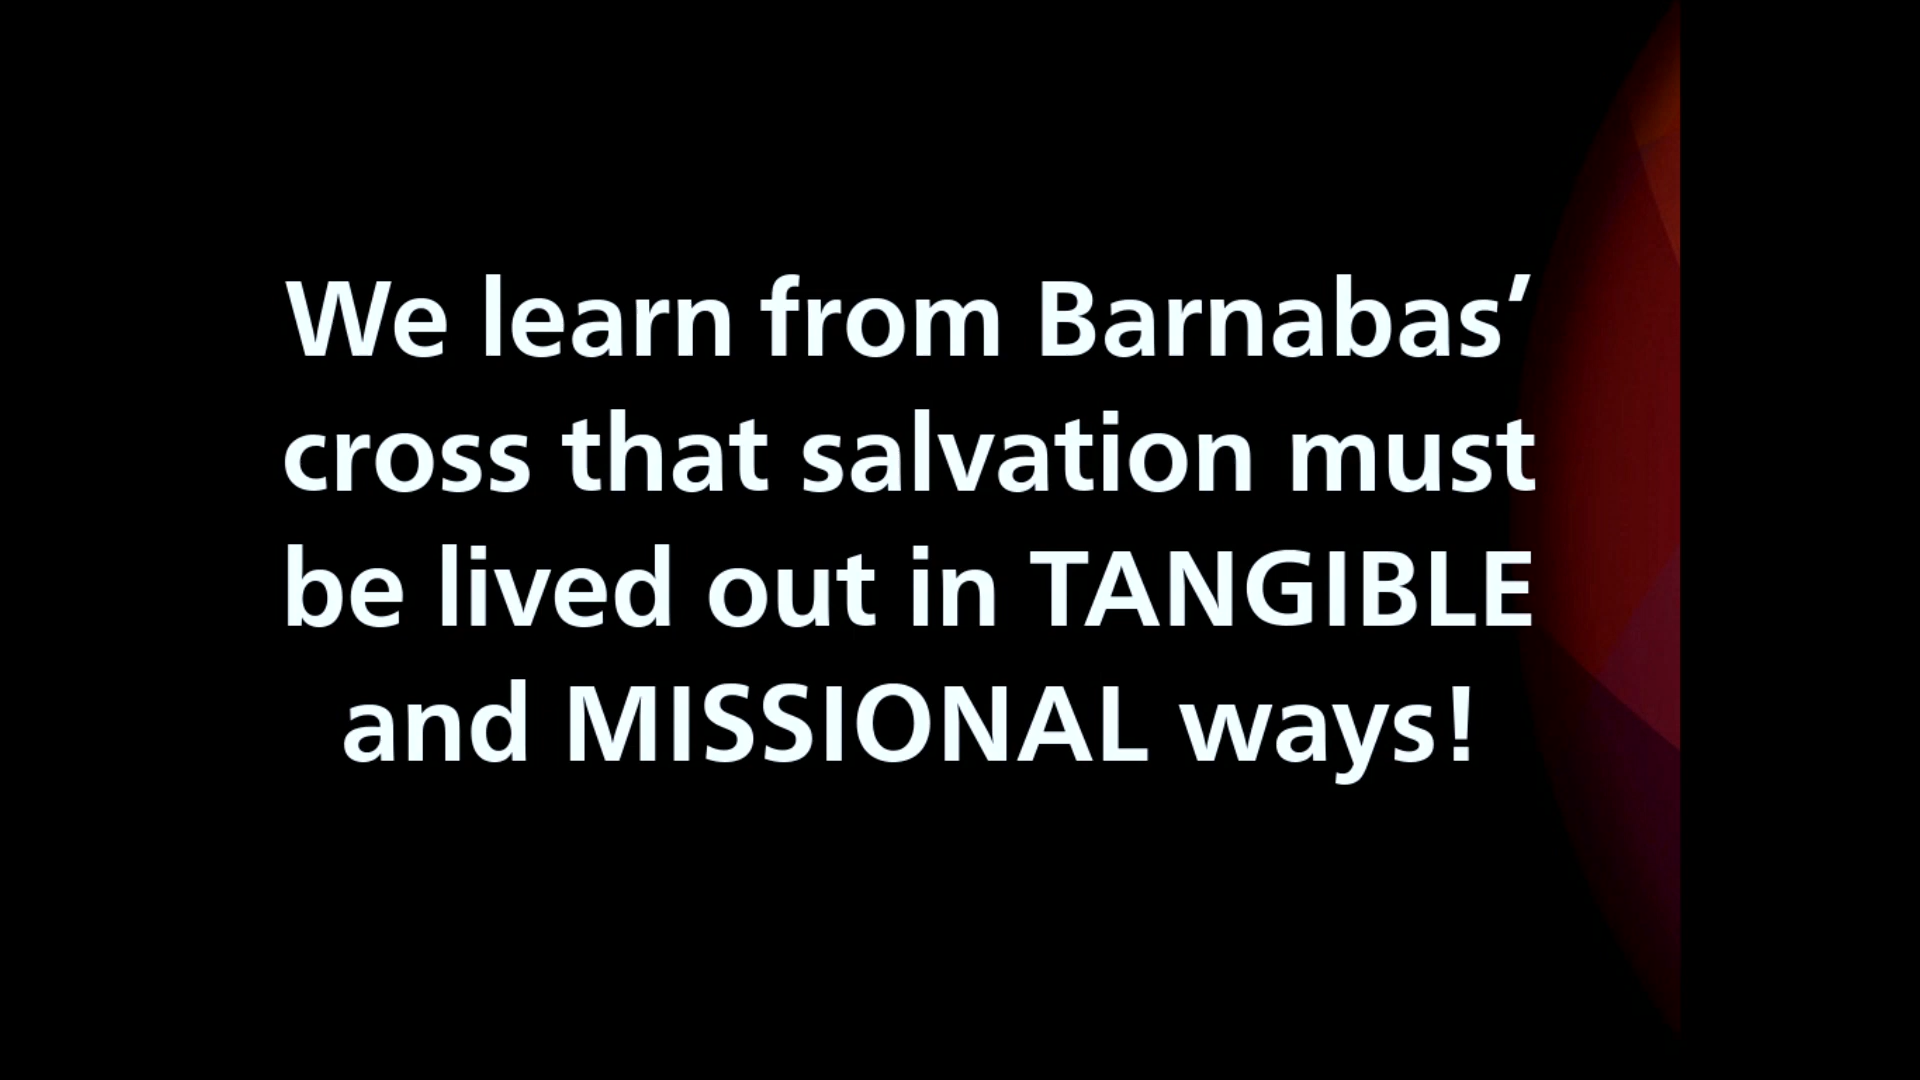 We learn from Barnabas’
cross that salvation must
be lived out in TANGIBLE
and MISSIONAL ways!